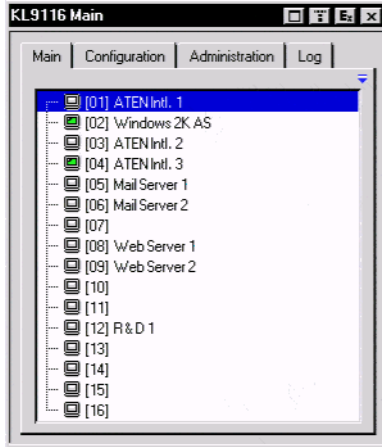 KL9116 Main
Main Configuration Administration Log
[01] ATEN Intl. 1
[02] Windows 2K AS
[03] ATEN Intl. 2
[04] ATEN Intl. 3
[05] Mail Server 1
[06] Mail Server 2
[07]
[08] Web Server 1
[09] Web Server 2
[10]
[11]
[12] R & D 1
[13]
[14]
[15]
[16]